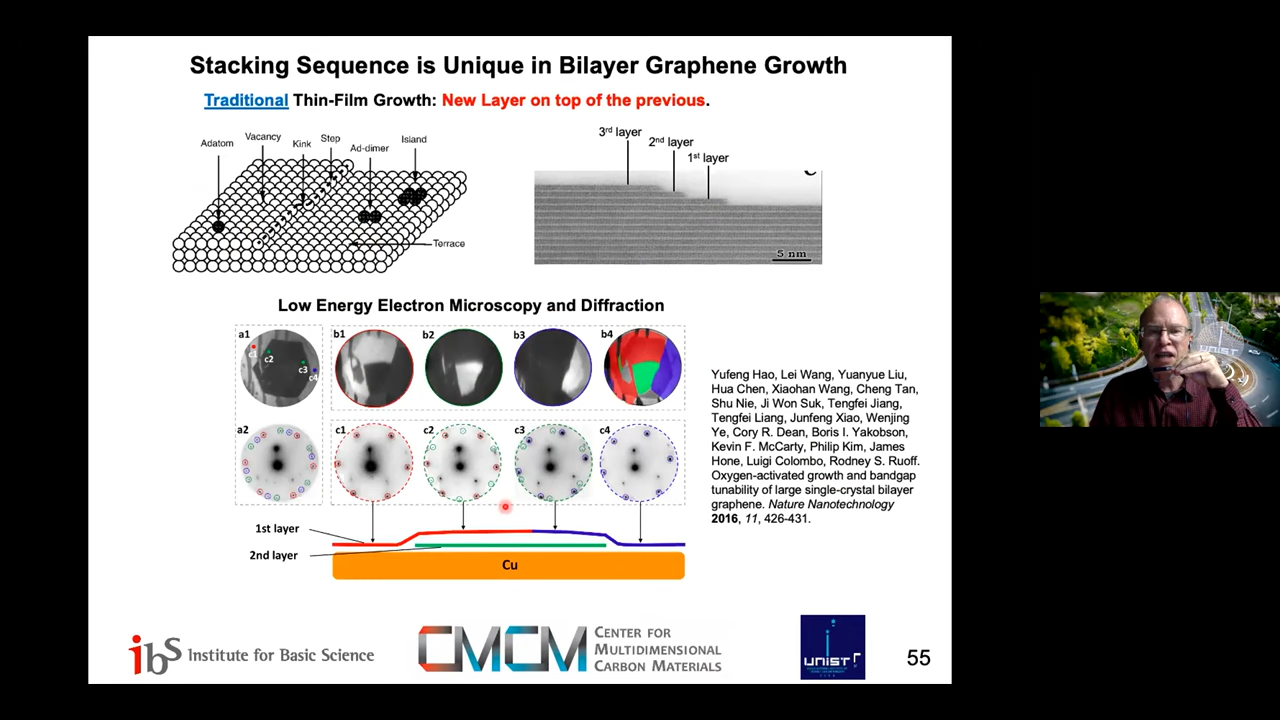 Stacking Sequence is Unique in Bilayer Graphene Growth
Traditional Thin-Film Growth: New Layer on top of the previous.
Adatom
Vacancy
Kink
Step
Ad-dimer
Island
Terrace
3rd layer
2nd layer
1st layer
5 nm
Low Energy Electron Microscopy and Diffraction
a1
c1
c2
c3
c4
b1
b2
b3
b4
a2
c1
c2
c3
c4
1st layer
2nd layer
Cu
Yufeng Hao, Lei Wang, Yuanyue Liu,
Hua Chen, Xiaohan Wang, Cheng Tan,
Shu Nie, Ji Won Suk, Tengfei Jiang,
Tengfei Liang, Junfeng Xiao, Wenjing
Ye, Cory R. Dean, Boris I. Yakobson,
Kevin F. McCarty, Philip Kim, James
Hone, Luigi Colombo, Rodney S. Ruoff.
Oxygen-activated growth and bandgap
tunability of large single-crystal bilayer
graphene. Nature Nanotechnology
2016, 11, 426-431.
ibS Institute for Basic Science
CMCM
CENTER FOR
MULTIDIMENSIONAL
CARBON MATERIALS
UNIST
55